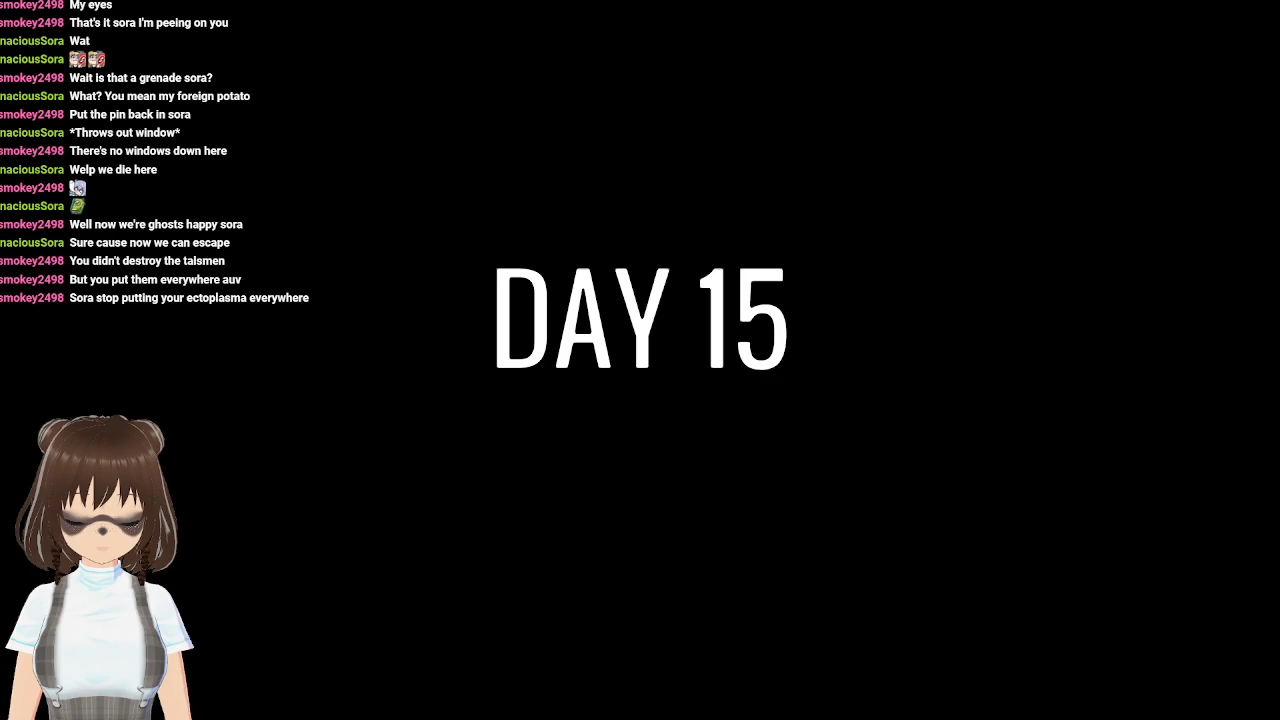 smokey2498 My eyes
smokey2498 That's it sora I'm peeing on you
naciousSora Wat
naciousSora
smokey2498 Wait is that a grenade sora?
naciousSora What? You mean my foreign potato
smokey2498 Put the pin back in sora
naciousSora *Throws out window*
smokey2498 There's no windows down here
naciousSora Welp we die here
smokey2498
naciousSora
smokey2498 Well now we're ghosts happy sora
naciousSora Sure cause now we can escape
smokey2498 You didn't destroy the talsmen
smokey2498 But you put them everywhere auv
smokey2498 Sora stop putting your ectoplasma everywhere
DAY 15